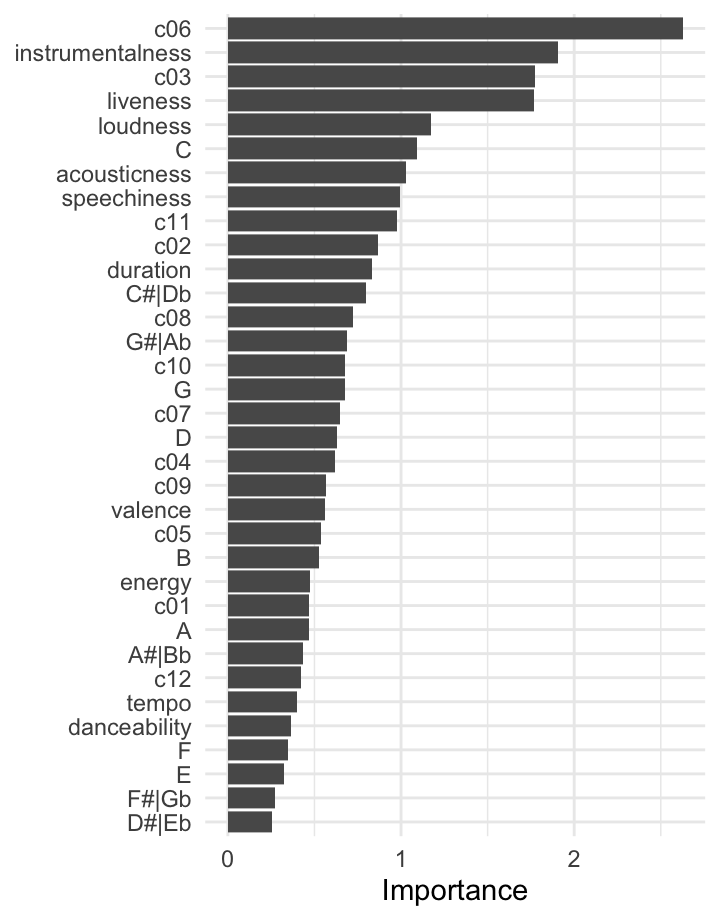 c06
instrumentalness
c03
liveness
loudness
C
acousticness
speechiness
c11
c02
duration
C#|Db
c08
G#|Ab
c10
G
c07
D
c04
c09
valence
c05
B
energy
c01
A
A#|Bb
c12
tempo
danceability
F
E
F#|Gb
D#|Eb
0 1 2
Importance